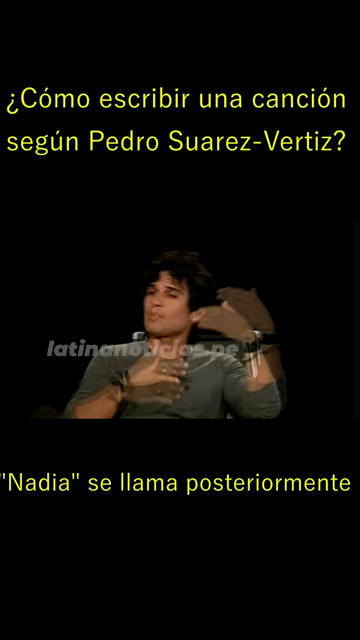 ¿Cómo escribir una canción
según Pedro Suarez-Vertiz?
latinanoticias.pe
"Nadia" se llama posteriormente